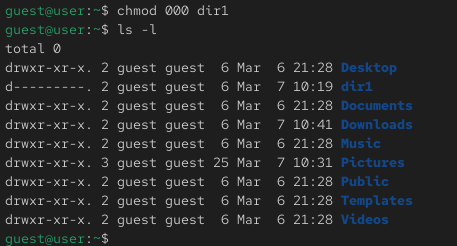 guest@user:~$ chmod 000 dir1
guest@user:~$ ls -l
total 0
drwxr-xr-x. 2 guest guest  6 Mar  6 21:28 Desktop
d---------. 2 guest guest  6 Mar  7 10:19 dir1
drwxr-xr-x. 2 guest guest  6 Mar  6 21:28 Documents
drwxr-xr-x. 2 guest guest  6 Mar  7 10:41 Downloads
drwxr-xr-x. 2 guest guest  6 Mar  6 21:28 Music
drwxr-xr-x. 3 guest guest 25 Mar  7 10:31 Pictures
drwxr-xr-x. 2 guest guest  6 Mar  6 21:28 Public
drwxr-xr-x. 2 guest guest  6 Mar  6 21:28 Templates
drwxr-xr-x. 2 guest guest  6 Mar  6 21:28 Videos
guest@user:~$